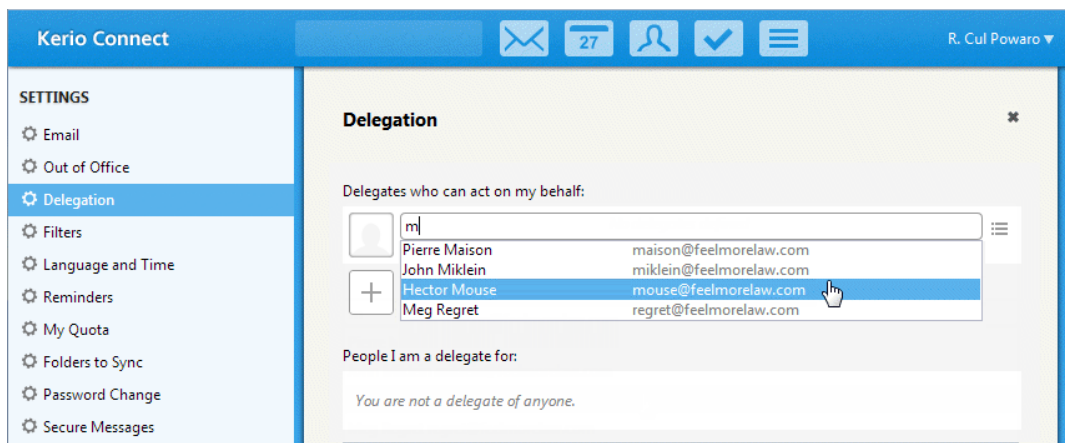 Kerio Connect
27
R. Cul Powaro ▼
SETTINGS
Email
Out of Office
Delegation
Filters
Language and Time
Reminders
My Quota
Folders to Sync
Password Change
Secure Messages
Delegation
Delegates who can act on my behalf:
m
Pierre Maison maison@feelmorelaw.com
John Miklein miklein@feelmorelaw.com
Hector Mouse mouse@feelmorelaw.com
Meg Regret regret@feelmorelaw.com
People I am a delegate for:
You are not a delegate of anyone.